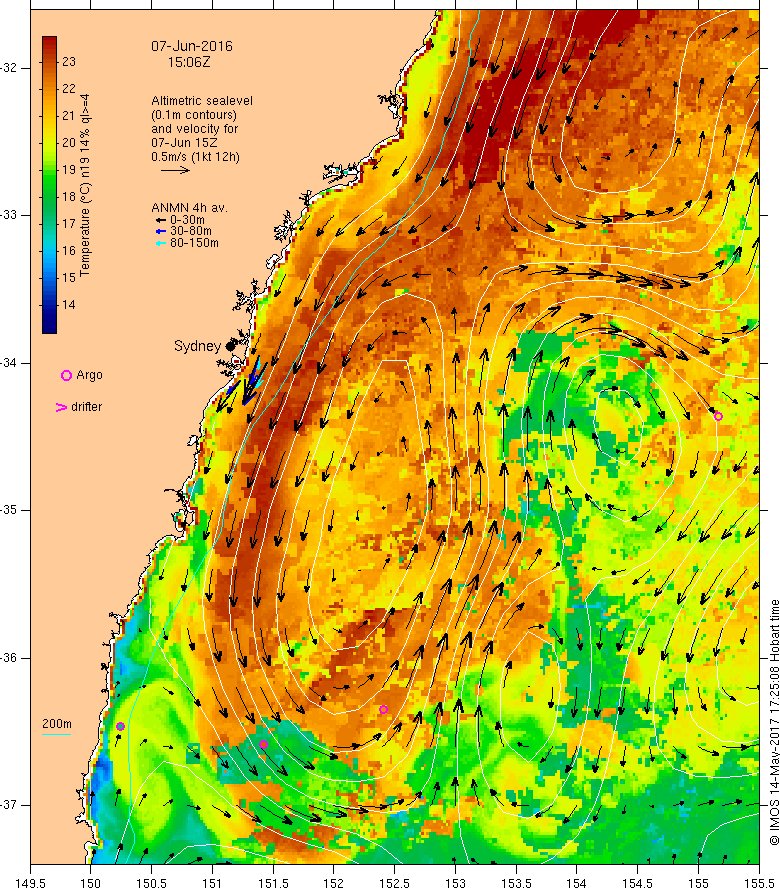 07-Jun-2016
15:06Z
Altimetric sealevel
(0.1m contours)
and velocity for
07-Jun 15Z
0.5m/s (1kt 12h)
ANMN 4h av.
0-30m
30-80m
80-150m
23
22
21
20
19
18
17
16
15
14
Temperature (°C) n19 14% ql>=4
Sydney
Argo
drifter
200m
-32
-33
-34
-35
-36
-37
149.5 150 150.5 151 151.5 152 152.5 153 153.5 154 154.5 155 155.5
© IMOS 14-May-2017 17:25:08 Hobart time